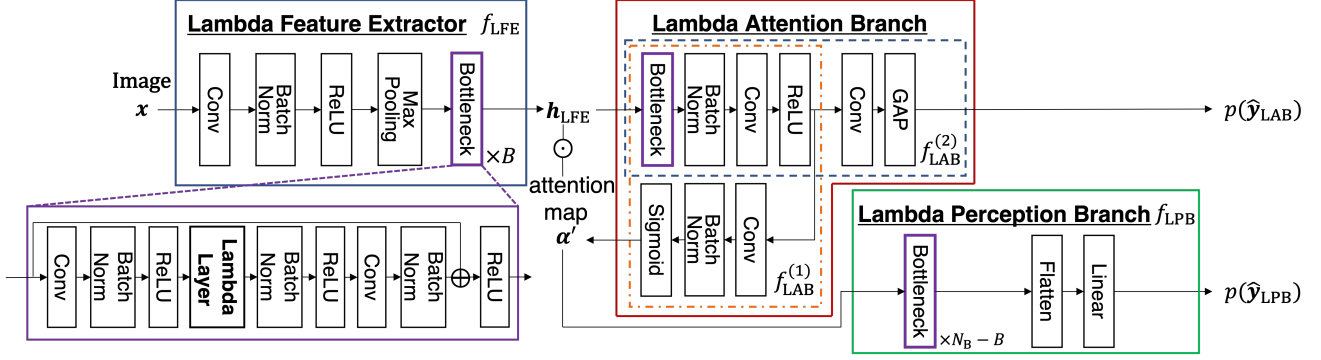 Lambda Feature Extractor f_LFE
Image
x
Conv
Batch
Norm
ReLU
Max
Pooling
Bottleneck
×B
h_LFE
⊙
attention
map
α′
Lambda Attention Branch
Bottleneck
Batch
Norm
Conv
ReLU
Conv
GAP
f_LAB^(2)
p(ŷ_LAB)
Sigmoid
Batch
Norm
Conv
f_LAB^(1)
Conv
Batch
Norm
ReLU
Lambda
Layer
Batch
Norm
ReLU
Conv
Batch
Norm
⊕
ReLU
Lambda Perception Branch f_LPB
Bottleneck
×N_B − B
Flatten
Linear
p(ŷ_LPB)